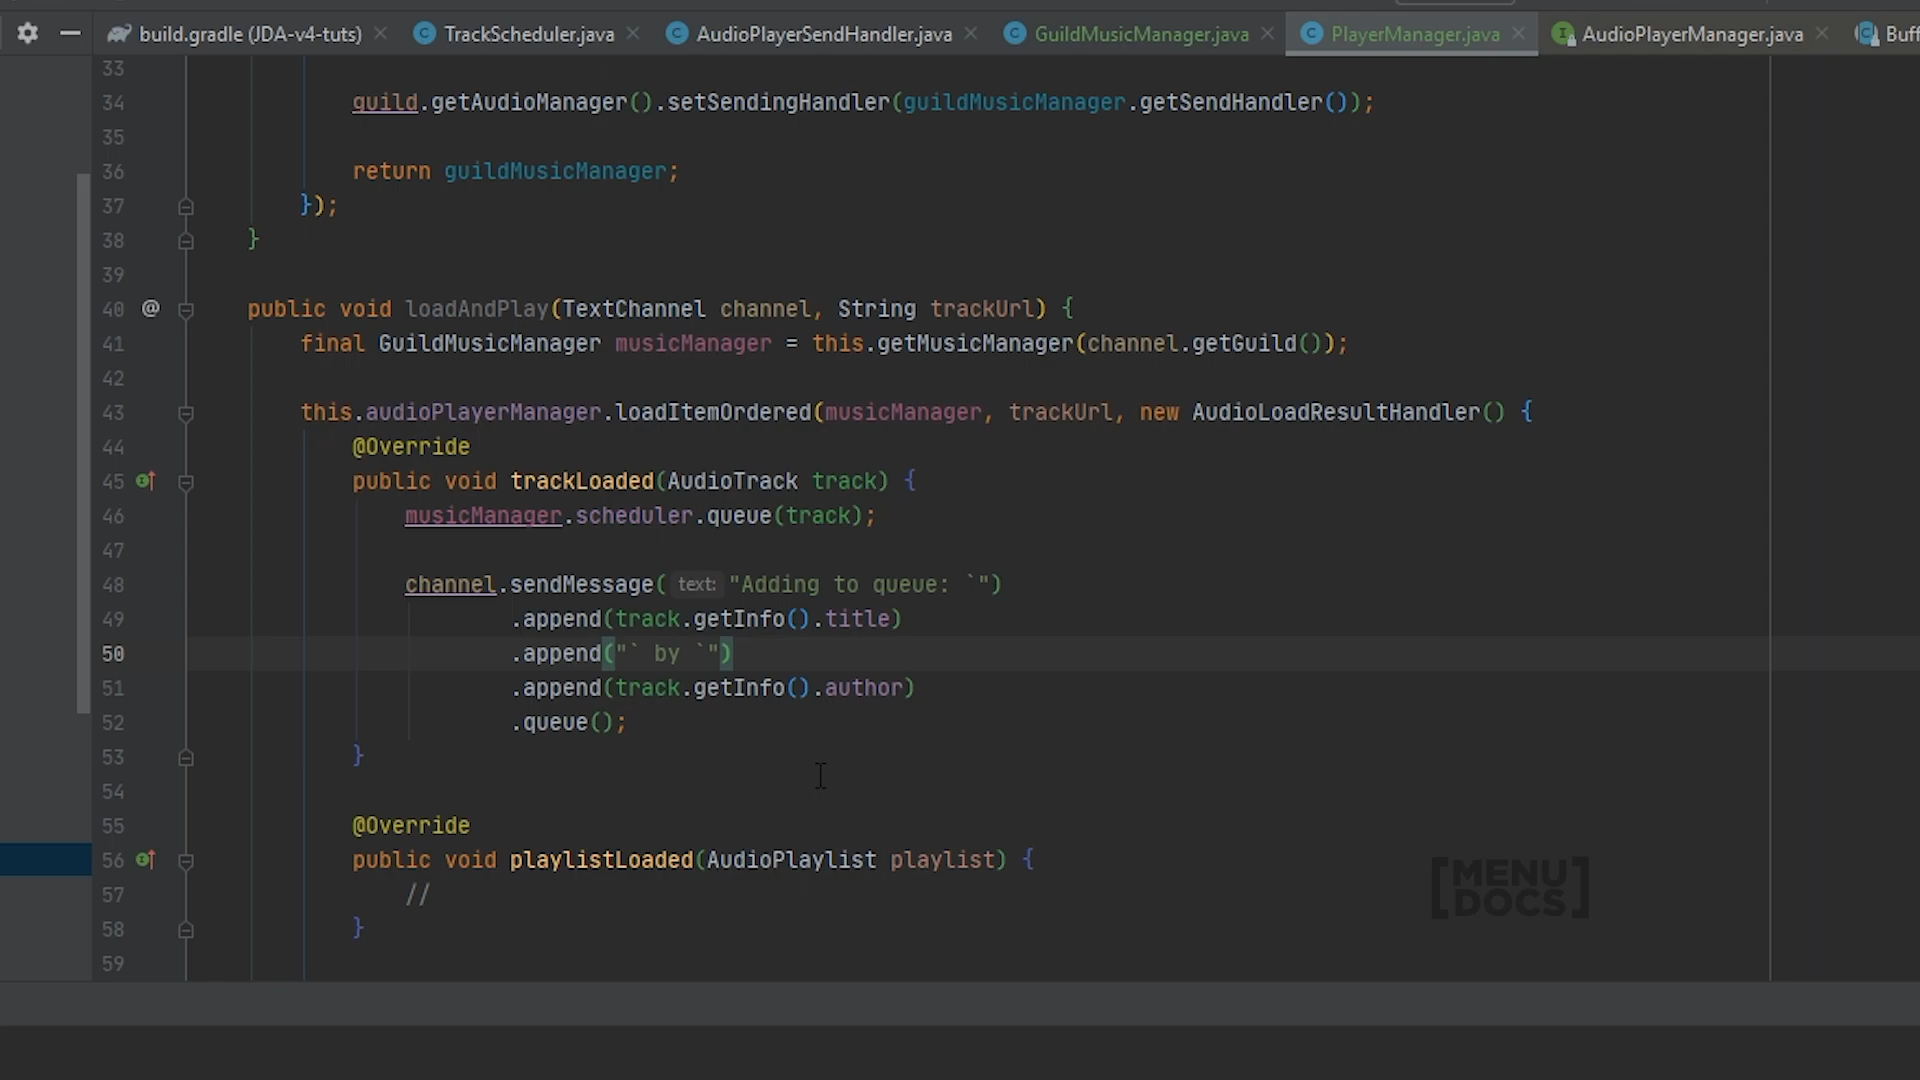 build.gradle (JDA-v4-tuts) TrackScheduler.java AudioPlayerSendHandler.java GuildMusicManager.java PlayerManager.java AudioPlayerManager.java Buff
33
34 guild.getAudioManager().setSendingHandler(guildMusicManager.getSendHandler());
35
36 return guildMusicManager;
37 });
38 }
39
40 @ public void loadAndPlay(TextChannel channel, String trackUrl) {
41 final GuildMusicManager musicManager = this.getMusicManager(channel.getGuild());
42
43 this.audioPlayerManager.loadItemOrdered(musicManager, trackUrl, new AudioLoadResultHandler() {
44 @Override
45 public void trackLoaded(AudioTrack track) {
46 musicManager.scheduler.queue(track);
47
48 channel.sendMessage( text: "Adding to queue: `")
49 .append(track.getInfo().title)
50 .append("` by `")
51 .append(track.getInfo().author)
52 .queue();
53 }
54
55 @Override
56 public void playlistLoaded(AudioPlaylist playlist) {
57 //
58 }
59
[MENU
DOCS]